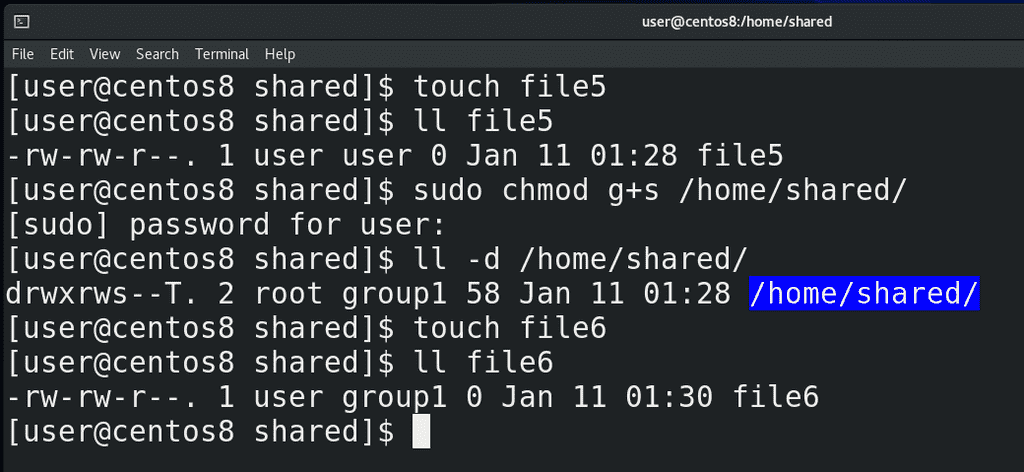 user@centos8:/home/shared
File Edit View Search Terminal Help
[user@centos8 shared]$ touch file5
[user@centos8 shared]$ ll file5
-rw-rw-r--. 1 user user 0 Jan 11 01:28 file5
[user@centos8 shared]$ sudo chmod g+s /home/shared/
[sudo] password for user:
[user@centos8 shared]$ ll -d /home/shared/
drwxrws--T. 2 root group1 58 Jan 11 01:28 /home/shared/
[user@centos8 shared]$ touch file6
[user@centos8 shared]$ ll file6
-rw-rw-r--. 1 user group1 0 Jan 11 01:30 file6
[user@centos8 shared]$